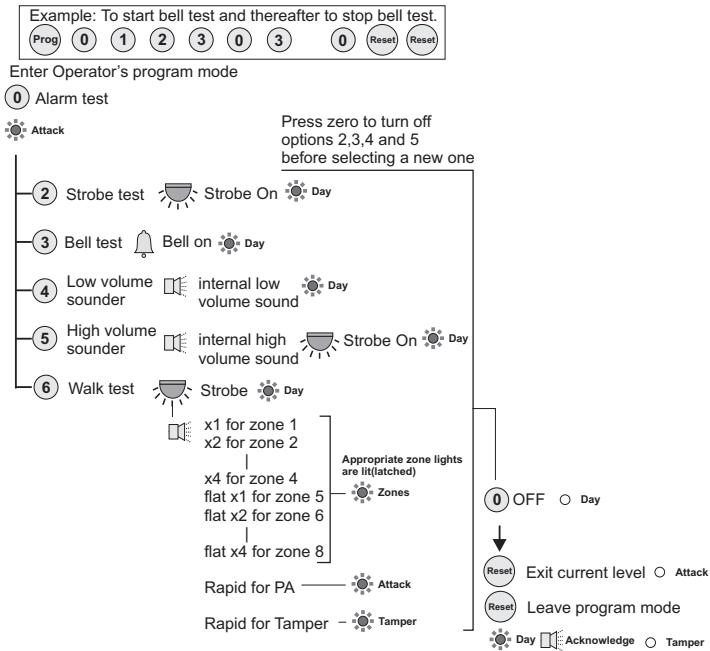 Example: To start bell test and thereafter to stop bell test.
Prog 0 1 2 3 0 3 0 Reset Reset
Enter Operator's program mode
0 Alarm test
Attack
Press zero to turn off
options 2,3,4 and 5
before selecting a new one
2 Strobe test Strobe On Day
3 Bell test Bell on Day
4 Low volume sounder internal low volume sound Day
5 High volume sounder internal high volume sound Strobe On Day
6 Walk test Strobe Day
x1 for zone 1
x2 for zone 2
x4 for zone 4
flat x1 for zone 5
flat x2 for zone 6
flat x4 for zone 8
Appropriate zone lights
are lit(latched)
Zones
Rapid for PA Attack
Rapid for Tamper Tamper
0 OFF Day
Reset Exit current level Attack
Reset Leave program mode
Day Acknowledge Tamper